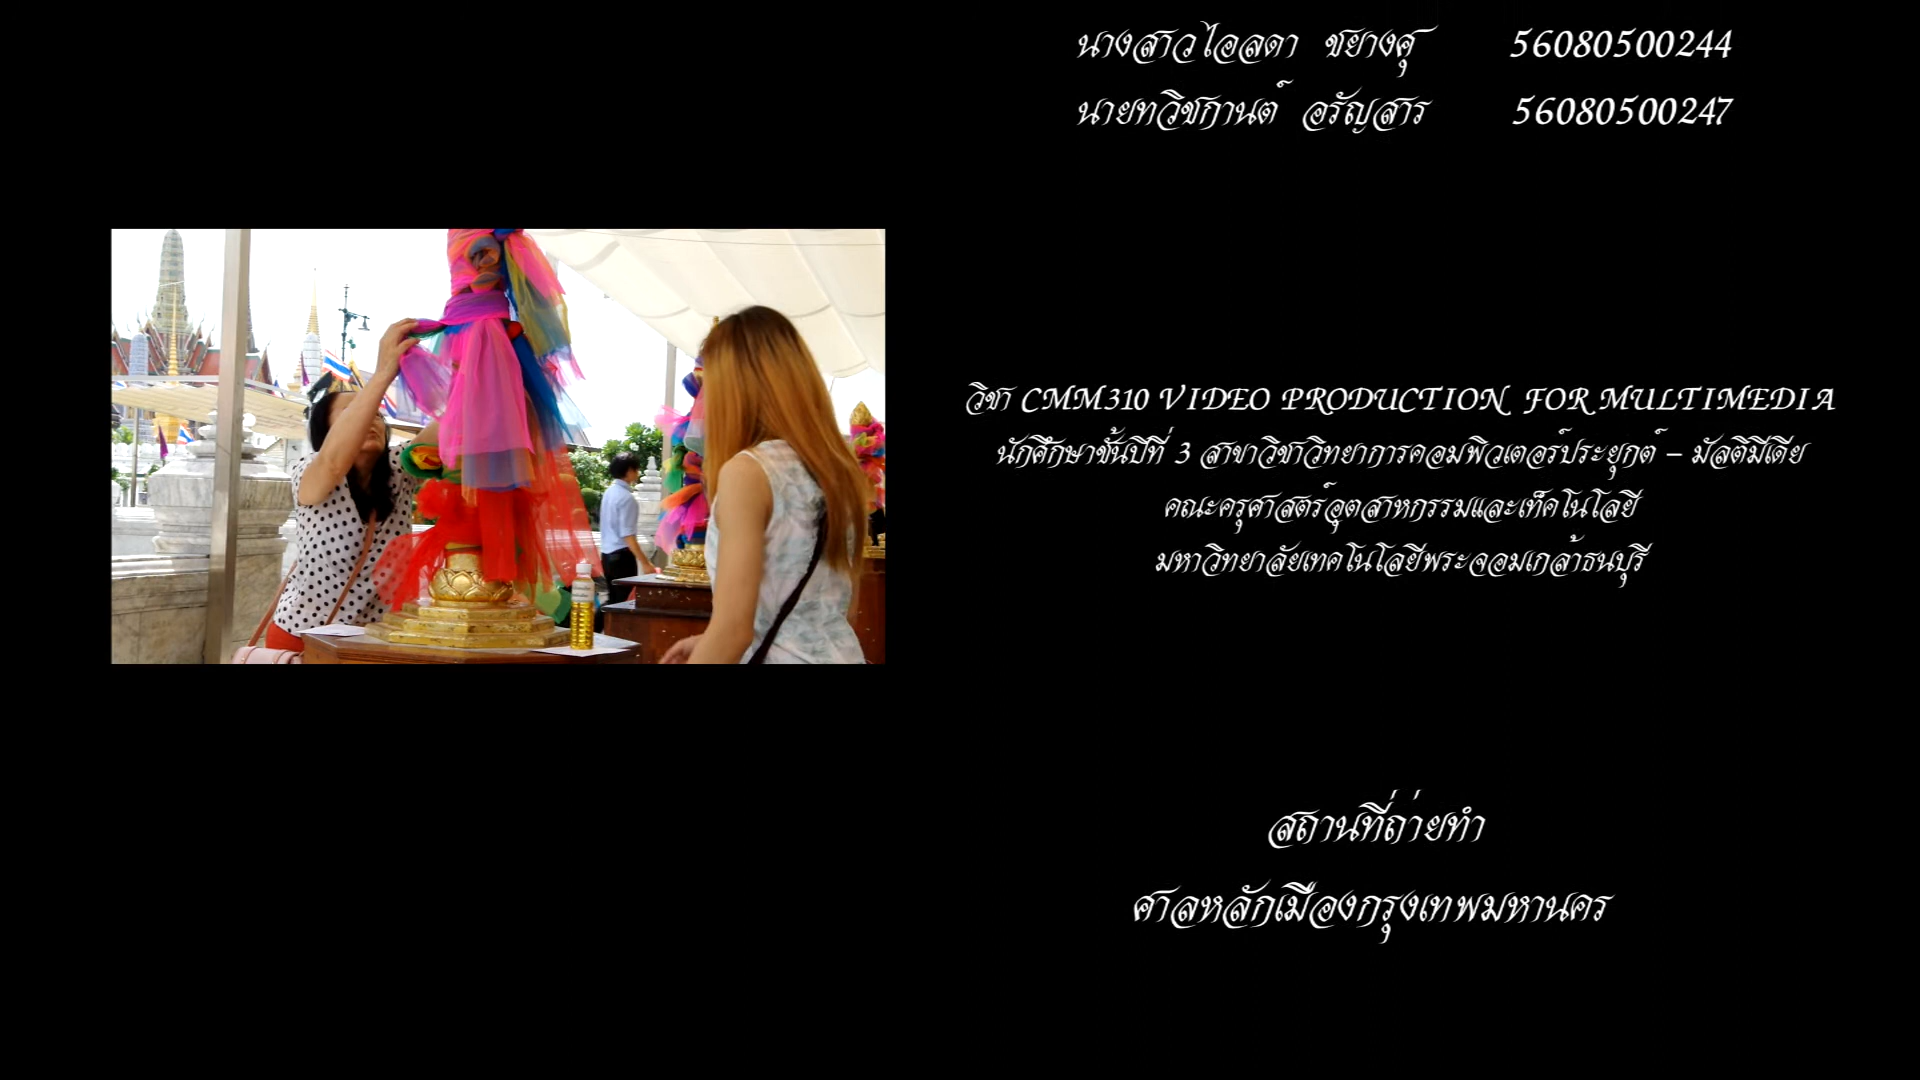 นางสาวไอลดา ชยางศุ 56080500244
นายทวิชกานต์ อรัญสาร 56080500247
วิชา CMM310 VIDEO PRODUCTION FOR MULTIMEDIA
นักศึกษาชั้นปีที่ 3 สาขาวิชาวิทยาการคอมพิวเตอร์ประยุกต์ – มัลติมีเดีย
คณะครุศาสตร์อุตสาหกรรมและเทคโนโลยี
มหาวิทยาลัยเทคโนโลยีพระจอมเกล้าธนบุรี
สถานที่ถ่ายทำ
ศาลหลักเมืองกรุงเทพมหานคร